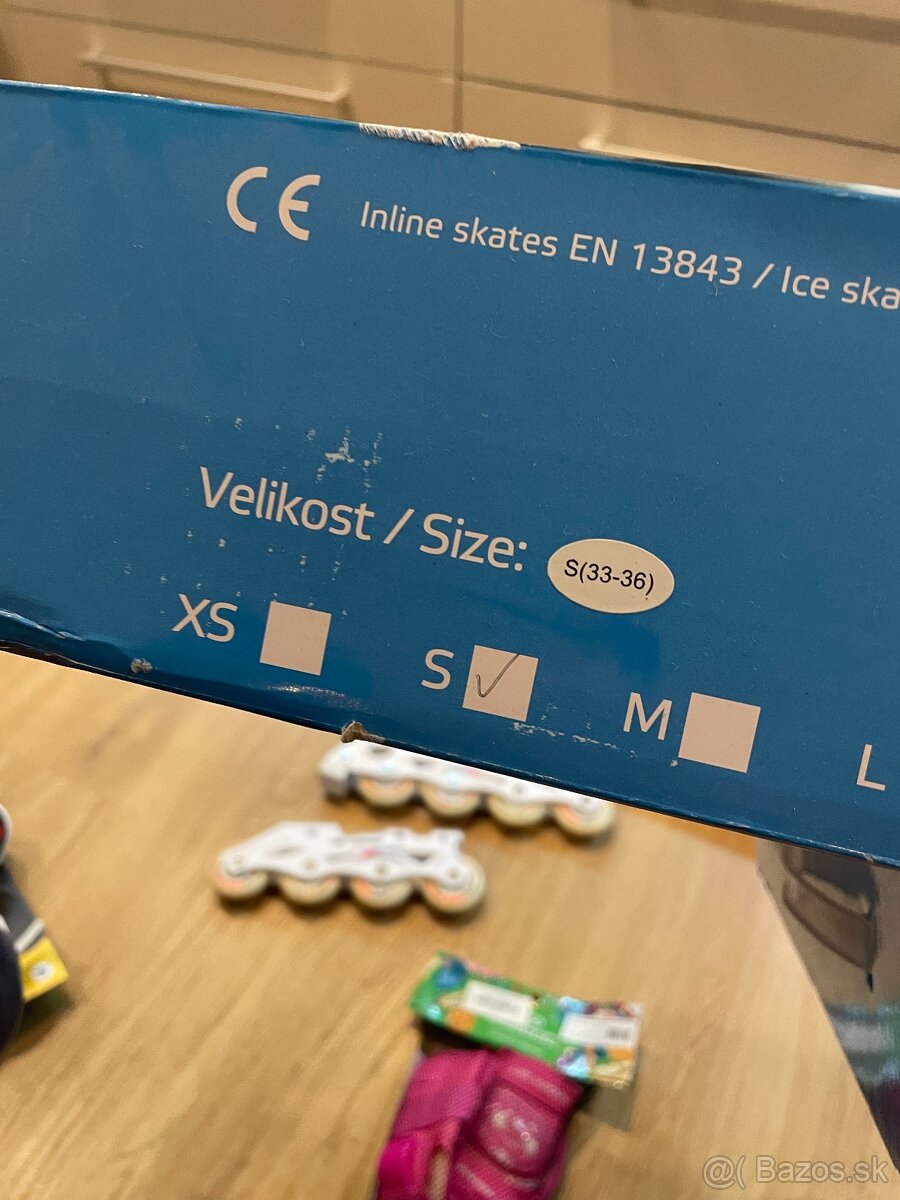 CE Inline skates EN 13843 / Ice ska
Velikost / Size: S(33-36)
XS S ✓ M L
@( Bazos.sk